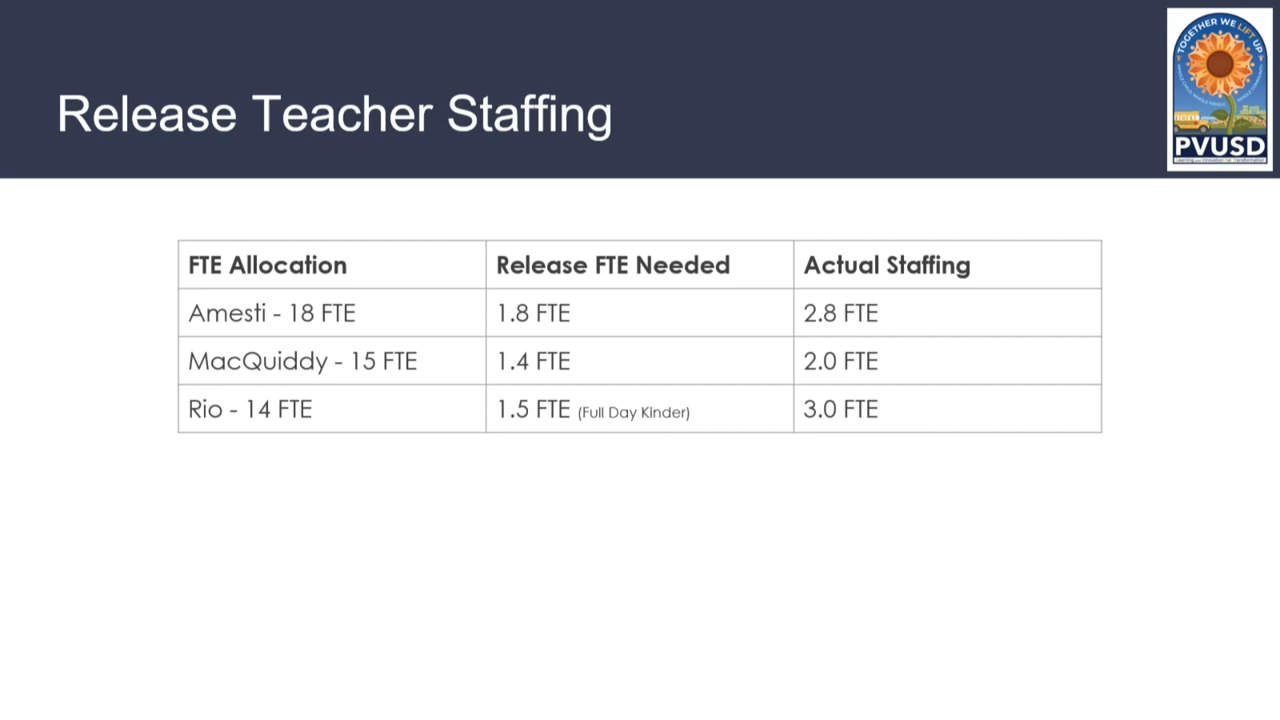 Release Teacher Staffing
TOGETHER WE LIFT UP
PVUSD
FTE Allocation Release FTE Needed Actual Staffing
Amesti - 18 FTE 1.8 FTE 2.8 FTE
MacQuiddy - 15 FTE 1.4 FTE 2.0 FTE
Rio - 14 FTE 1.5 FTE (Full Day Kinder) 3.0 FTE